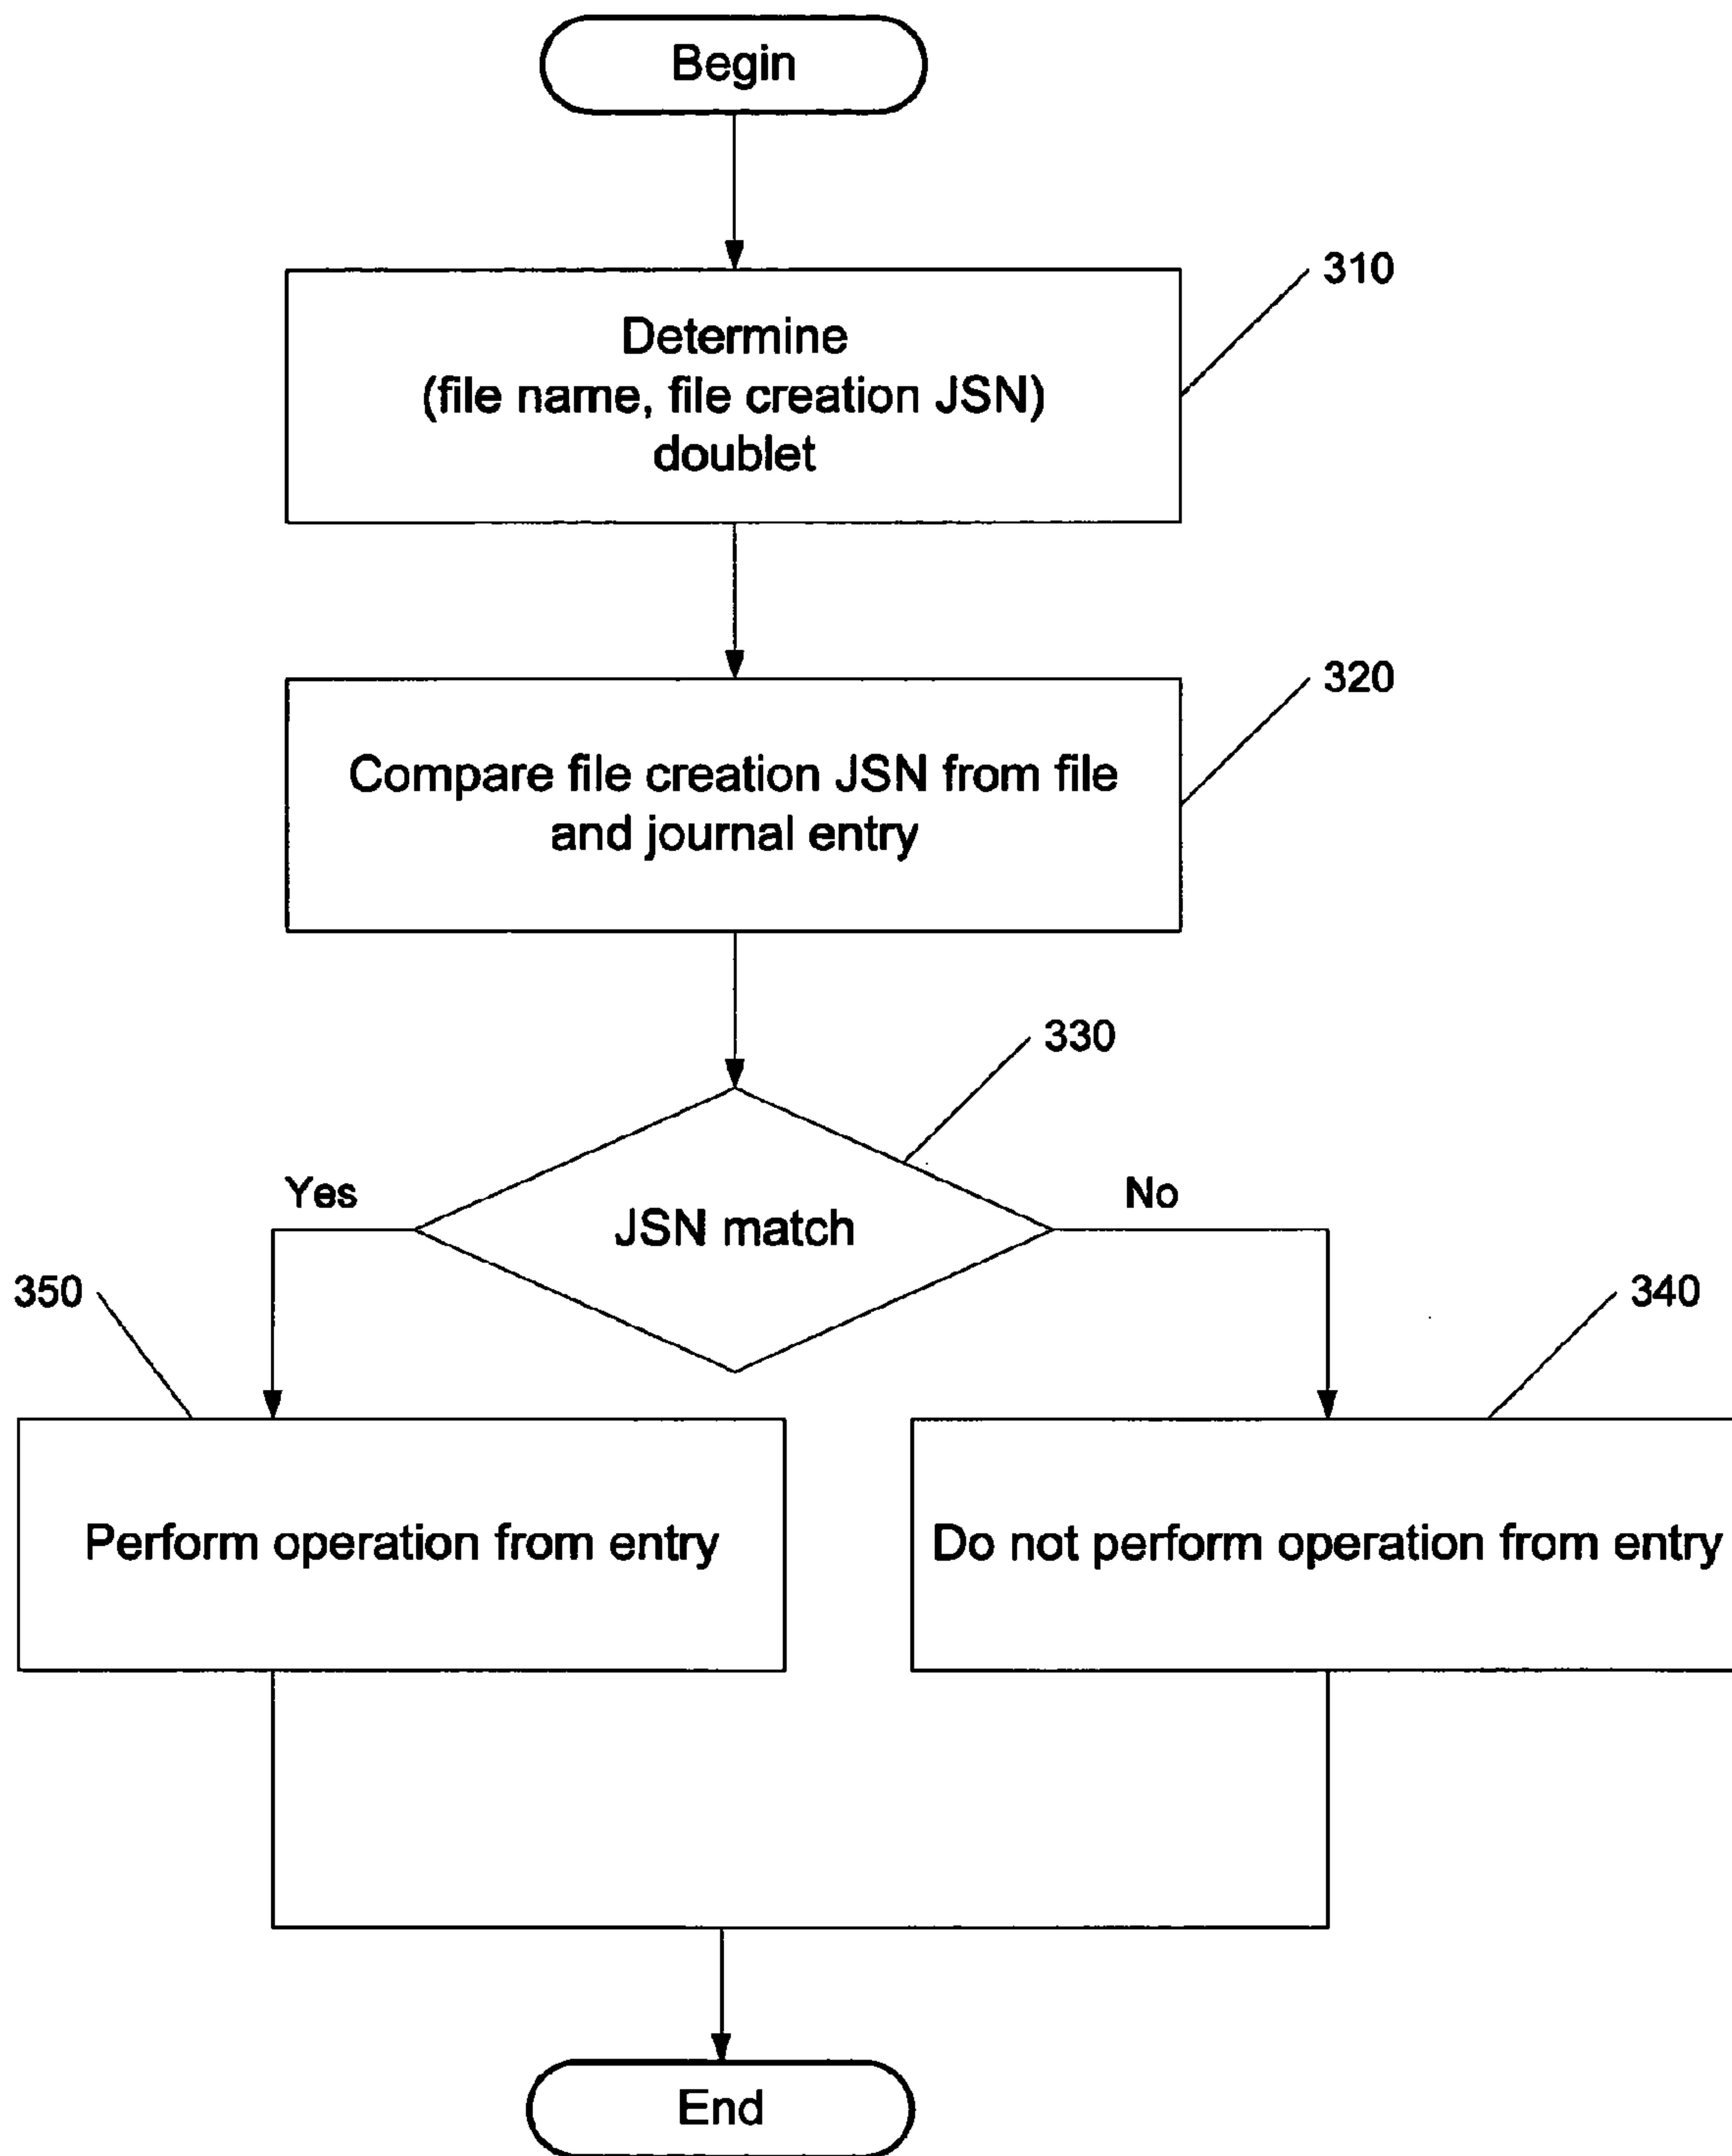 Begin
310
Determine
(file name, file creation JSN)
doublet
320
Compare file creation JSN from file
and journal entry
330
Yes
No
JSN match
350
340
Perform operation from entry
Do not perform operation from entry
End